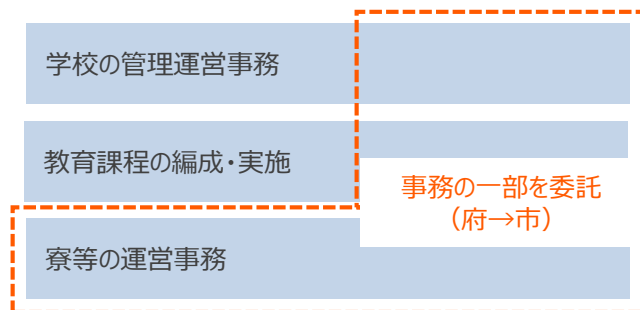 学校の管理運営事務
教育課程の編成・実施
事務の一部を委託
（府→市）
寮等の運営事務